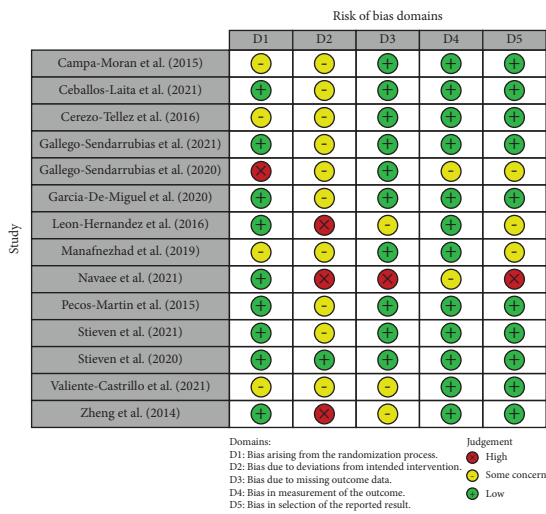 Risk of bias domains
D1 D2 D3 D4 D5
Study
Campa-Moran et al. (2015) - - + + +
Ceballos-Laita et al. (2021) + - + + +
Cerezo-Tellez et al. (2016) - - + + +
Gallego-Sendarrubias et al. (2021) + - + + +
Gallego-Sendarrubias et al. (2020) × - + - -
Garcia-De-Miguel et al. (2020) + - + + +
Leon-Hernandez et al. (2016) + × - + -
Manafnezhad et al. (2019) - - + + -
Navaee et al. (2021) + × × - ×
Pecos-Martin et al. (2015) + - + + +
Stieven et al. (2021) + - + + +
Stieven et al. (2020) + + + + +
Valiente-Castrillo et al. (2021) - - - + +
Zheng et al. (2014) + × - + +
Domains:
D1: Bias arising from the randomization process.
D2: Bias due to deviations from intended intervention.
D3: Bias due to missing outcome data.
D4: Bias in measurement of the outcome.
D5: Bias in selection of the reported result.
Judgement
× High
- Some concern
+ Low